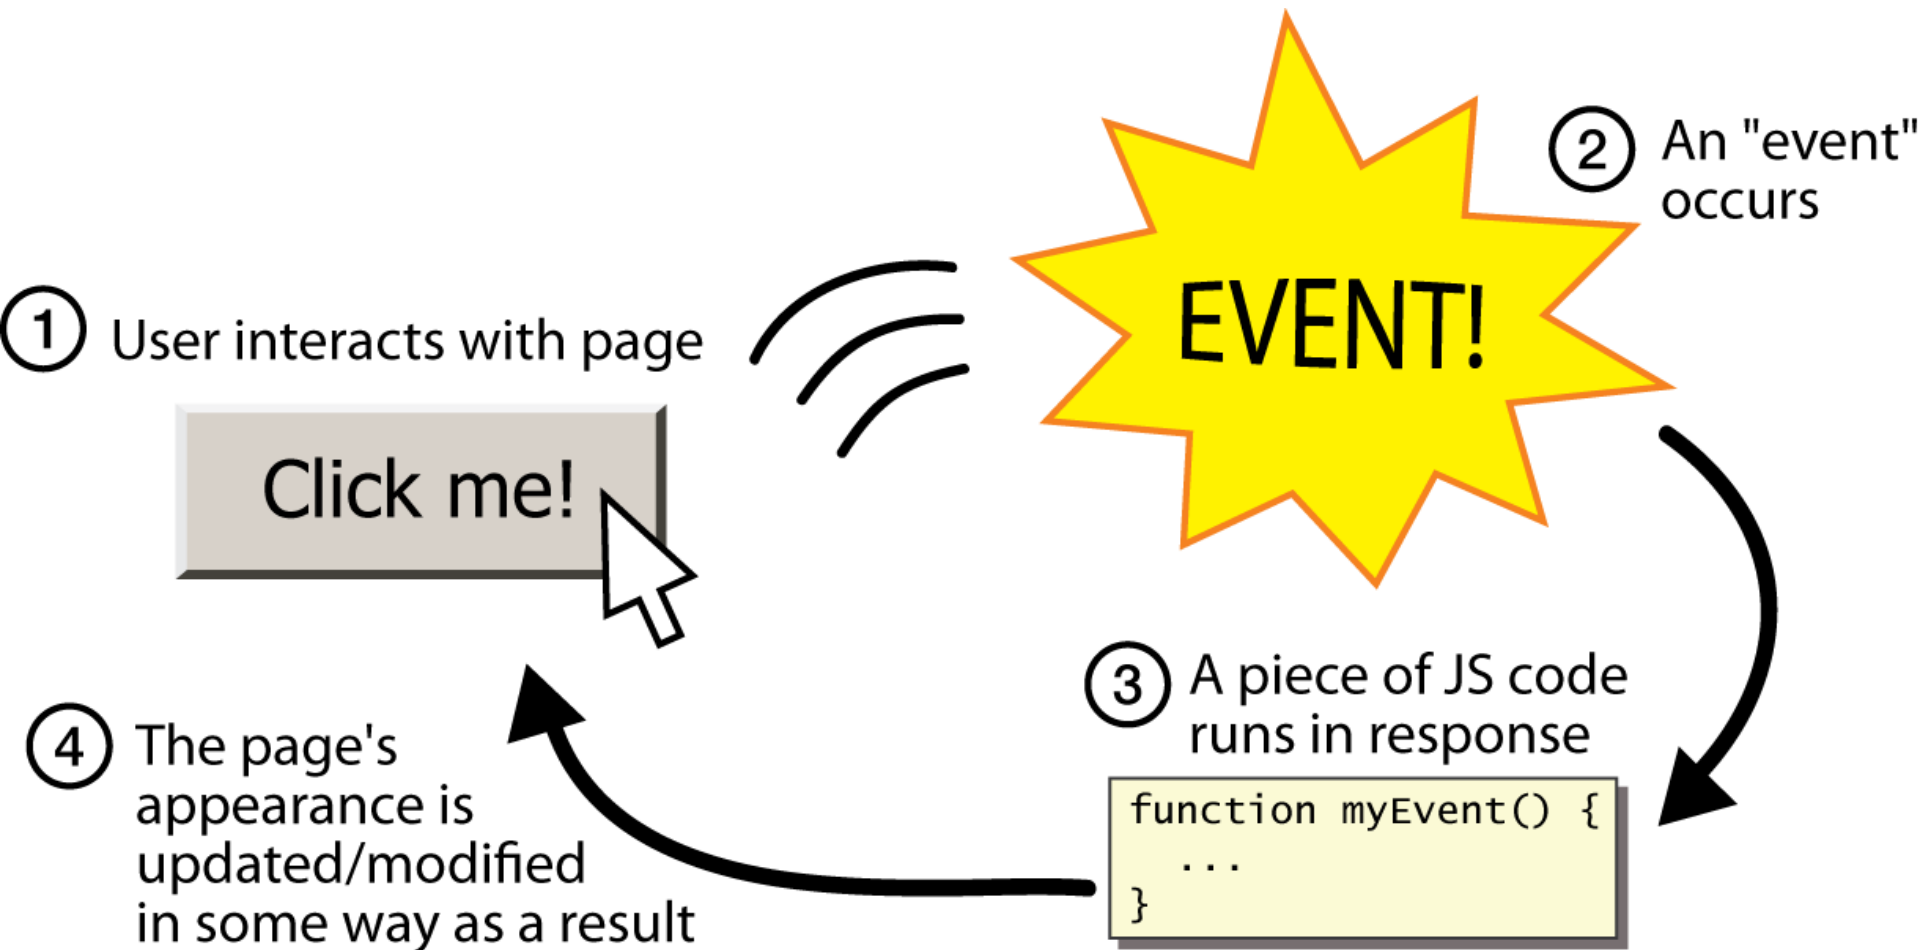 1 User interacts with page
Click me!
EVENT!
2 An "event"
occurs
3 A piece of JS code
runs in response
function myEvent() {
...
}
4 The page's
appearance is
updated/modified
in some way as a result